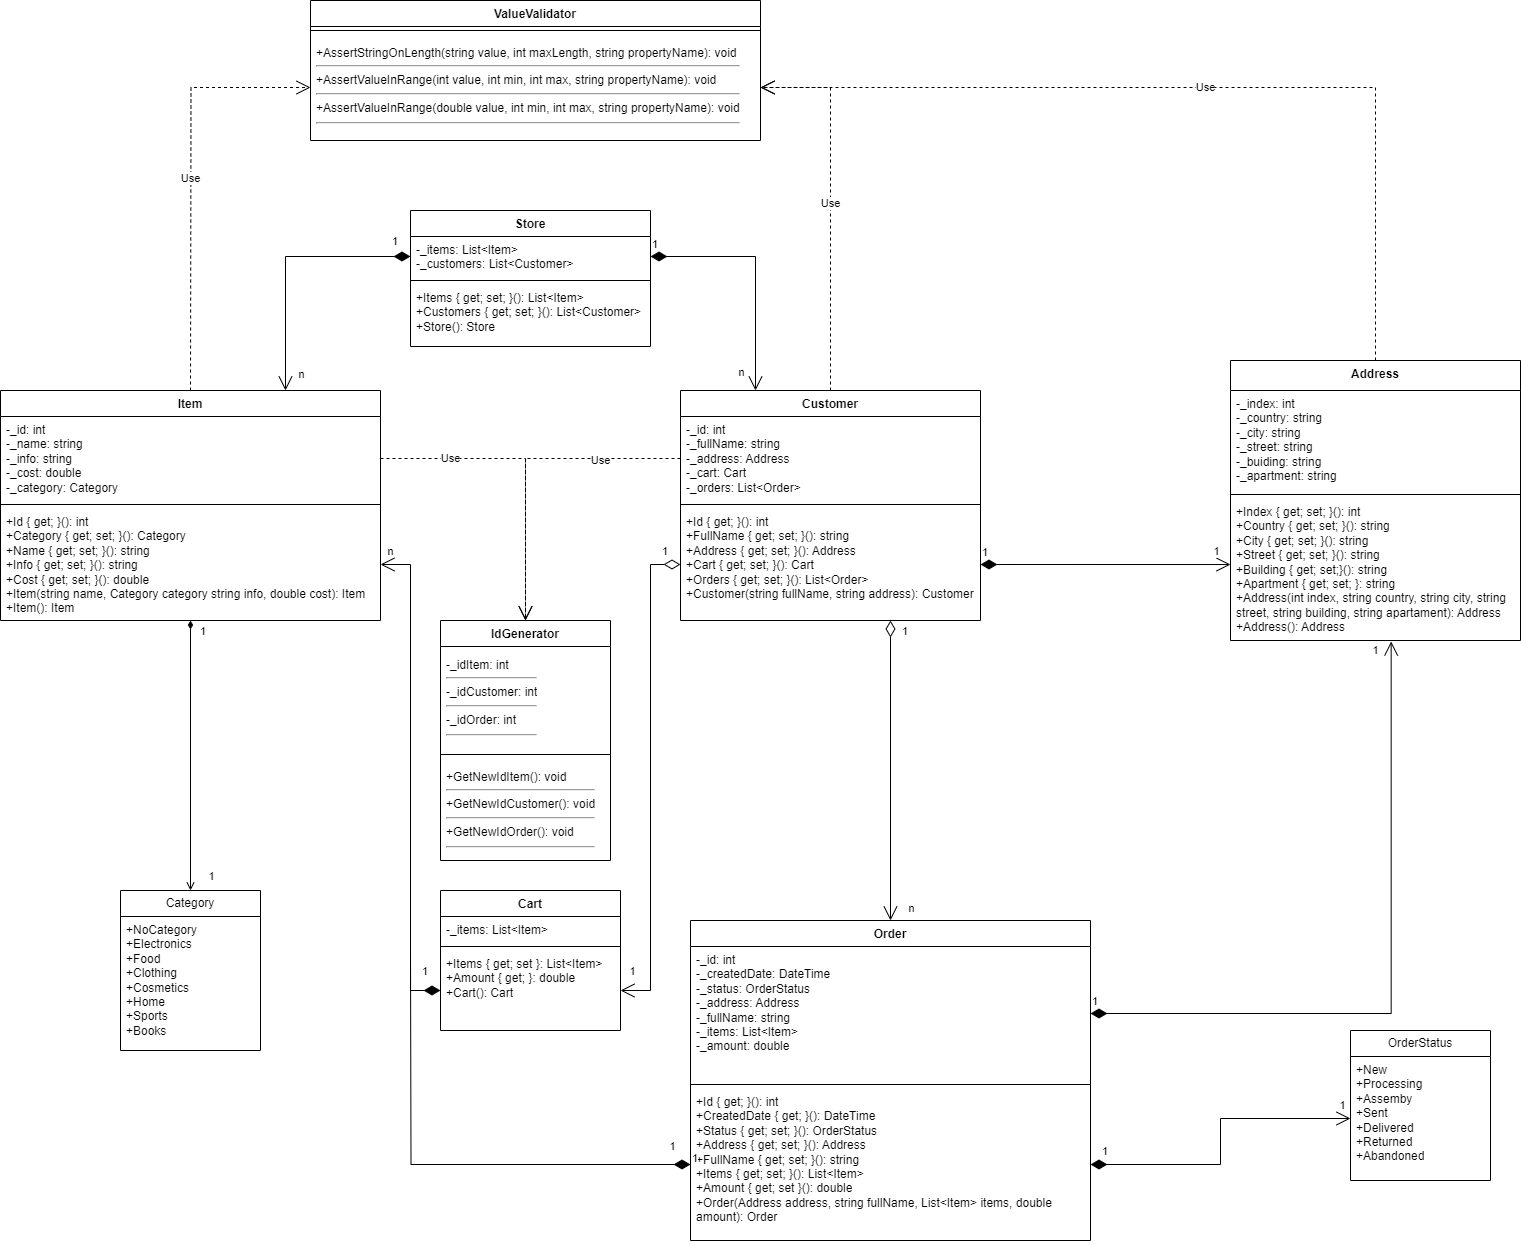 ValueValidator
+AssertStringOnLength(string value, int maxLength, string propertyName): void
+AssertValueInRange(int value, int min, int max, string propertyName): void
+AssertValueInRange(double value, int min, int max, string propertyName): void
Use
Use
Use
Store
-_items: List<Item>
-_customers: List<Customer>
+Items { get; set; }(): List<Item>
+Customers { get; set; }(): List<Customer>
+Store(): Store
1
1
n
n
Item
-_id: int
-_name: string
-_info: string
-_cost: double
-_category: Category
+Id { get; }(): int
+Category { get; set; }(): Category
+Name { get; set; }(): string
+Info { get; set; }(): string
+Cost { get; set; }(): double
+Item(string name, Category category string info, double cost): Item
+Item(): Item
Use
Use
Customer
-_id: int
-_fullName: string
-_address: Address
-_cart: Cart
-_orders: List<Order>
+Id { get; }(): int
+FullName { get; set; }(): string
+Address { get; set; }(): Address
+Cart { get; set; }(): Cart
+Orders { get; set; }(): List<Order>
+Customer(string fullName, string address): Customer
Address
-_index: int
-_country: string
-_city: string
-_street: string
-_buiding: string
-_apartment: string
+Index { get; set; }(): int
+Country { get; set; }(): string
+City { get; set; }(): string
+Street { get; set; }(): string
+Building { get; set;}(): string
+Apartment { get; set; }: string
+Address(int index, string country, string city, string
street, string building, string apartament): Address
+Address(): Address
n
1
1
1
1
1
1
IdGenerator
-_idItem: int
-_idCustomer: int
-_idOrder: int
+GetNewIdItem(): void
+GetNewIdCustomer(): void
+GetNewIdOrder(): void
1
n
Category
+NoCategory
+Electronics
+Food
+Clothing
+Cosmetics
+Home
+Sports
+Books
Cart
-_items: List<Item>
+Items { get; set }: List<Item>
+Amount { get; }: double
+Cart(): Cart
1
1
Order
-_id: int
-_createdDate: DateTime
-_status: OrderStatus
-_address: Address
-_fullName: string
-_items: List<Item>
-_amount: double
+Id { get; }(): int
+CreatedDate { get; }(): DateTime
+Status { get; set; }(): OrderStatus
+Address { get; set; }(): Address
+FullName { get; set; }(): string
+Items { get; set; }(): List<Item>
+Amount { get; set }(): double
+Order(Address address, string fullName, List<Item> items, double
amount): Order
1
1
1
1
1
OrderStatus
+New
+Processing
+Assemby
+Sent
+Delivered
+Returned
+Abandoned